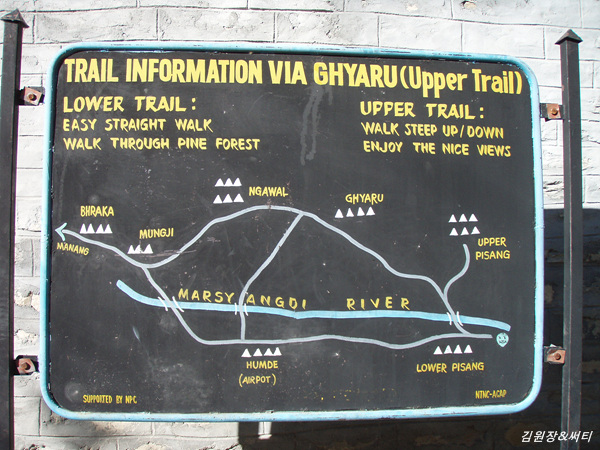 TRAIL INFORMATION VIA GHYARU (Upper Trail)
LOWER TRAIL:
EASY STRAIGHT WALK
WALK THROUGH PINE FOREST
UPPER TRAIL:
WALK STEEP UP/DOWN
ENJOY THE NICE VIEWS
NGAWAL
GHYARU
BHRAKA
MUNGJI
MANANG
UPPER
PISANG
MARSYANGDI RIVER
HUMDE
(AIRPOT)
LOWER PISANG
SUPPORTED BY NPC
NTNC-ACAP
김원장&써티